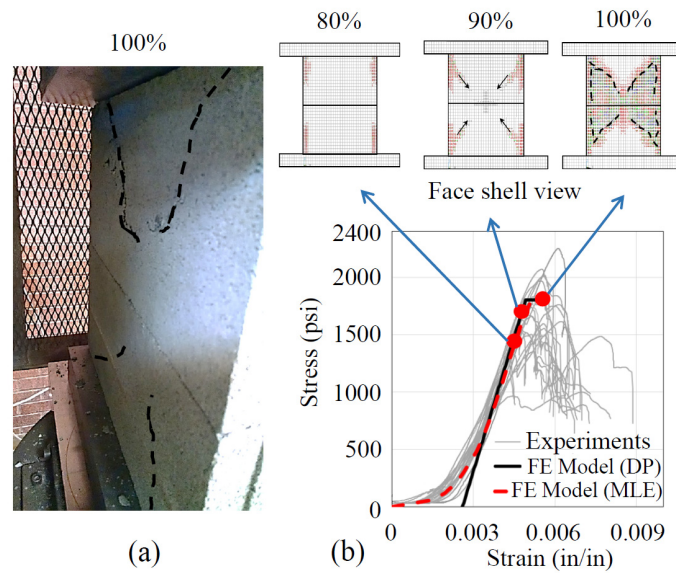 100%
80%
90%
100%
Face shell view
2400
2000
1500
1000
500
0
Stress (psi)
Experiments
FE Model (DP)
FE Model (MLE)
0
0.003
0.006
0.009
Strain (in/in)
(a)
(b)